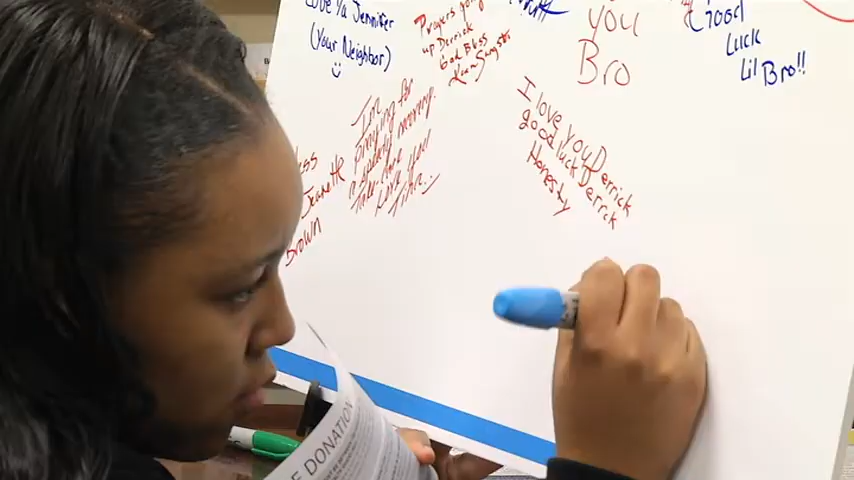 Love Ya Jennifer
(Your Neighbor)
Prayers going
up Derrick
God Bless
you
Bro
Good
Luck
Lil Bro!!
I'm
praying for
a speedy recovery.
Take care
Love you
Jeanette
Brown
I love you Derrick
good luck Derrick
Honesty
E DONATION